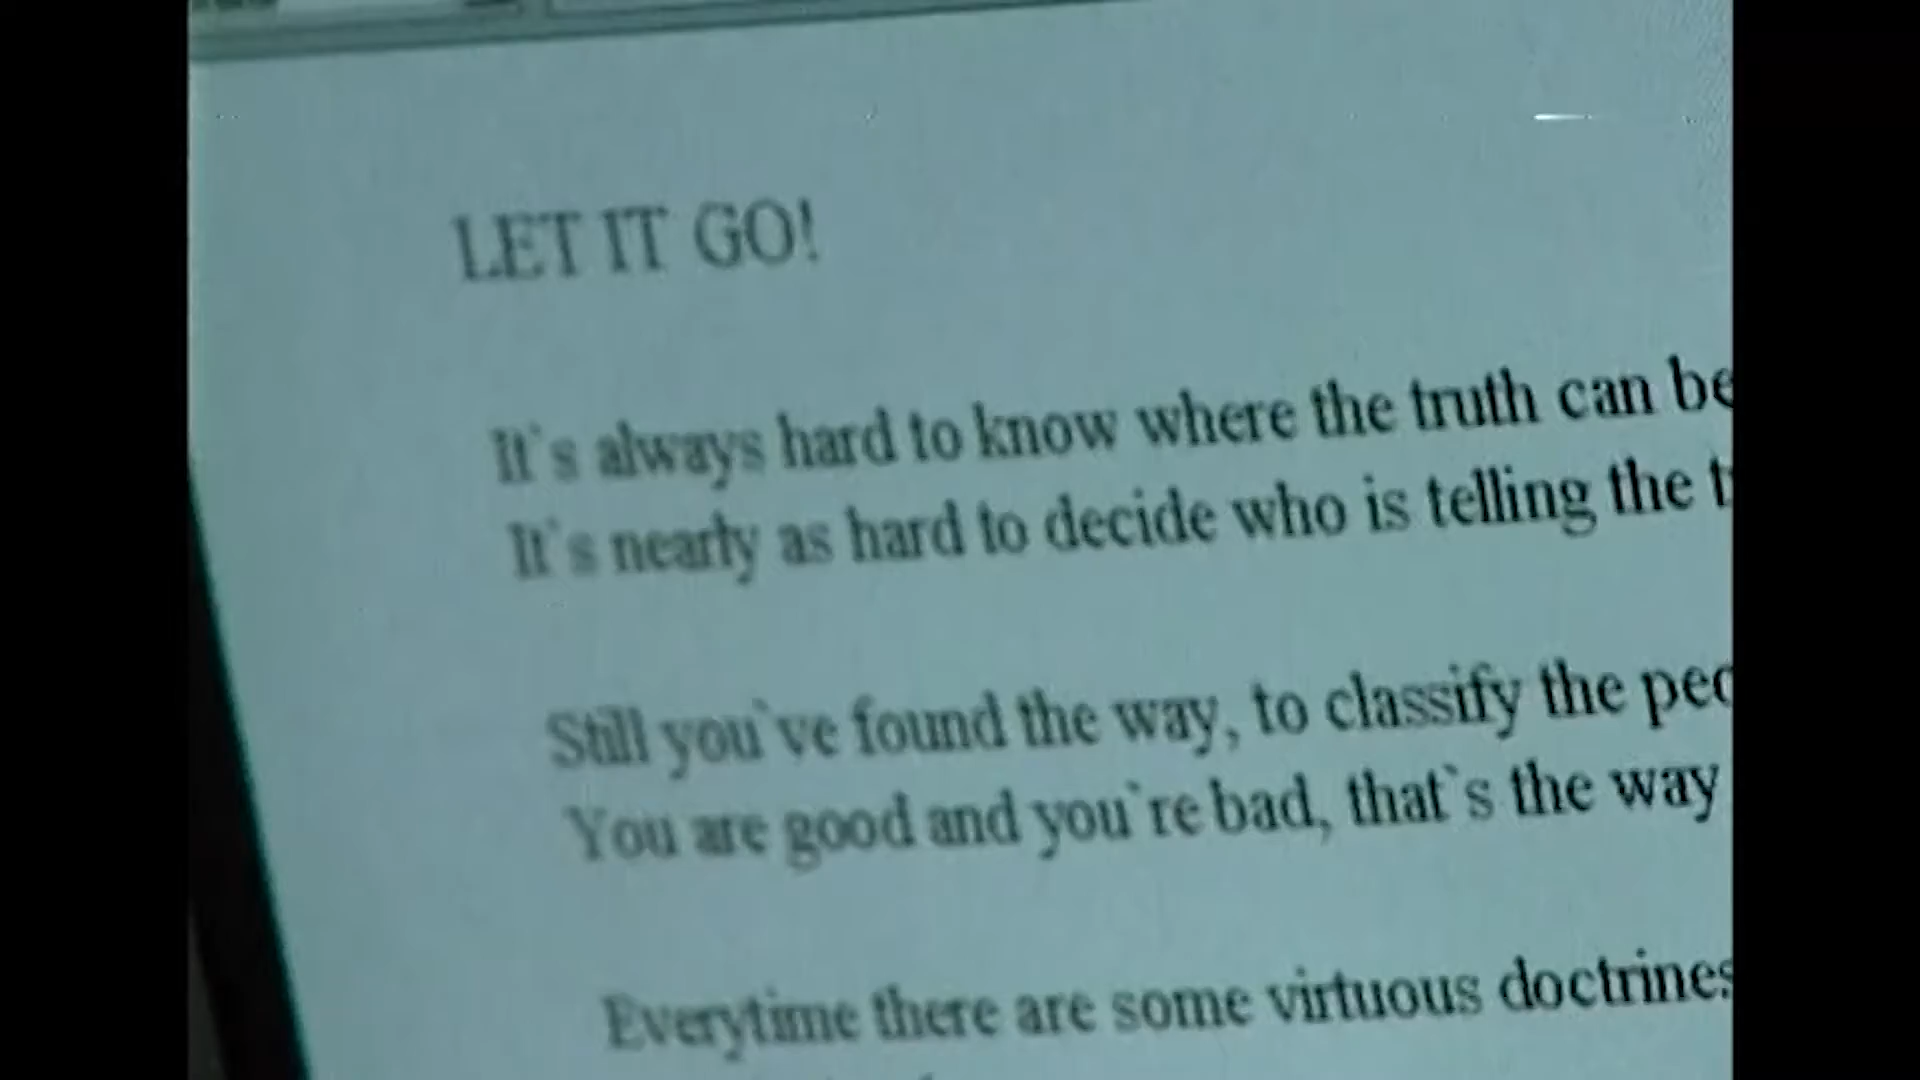 LET IT GO!
It`s always hard to know where the truth can be
It`s nearly as hard to decide who is telling the
Still you`ve found the way, to classify the
You are good and you`re bad, that`s the way
Everytime there are some virtuous doctrines